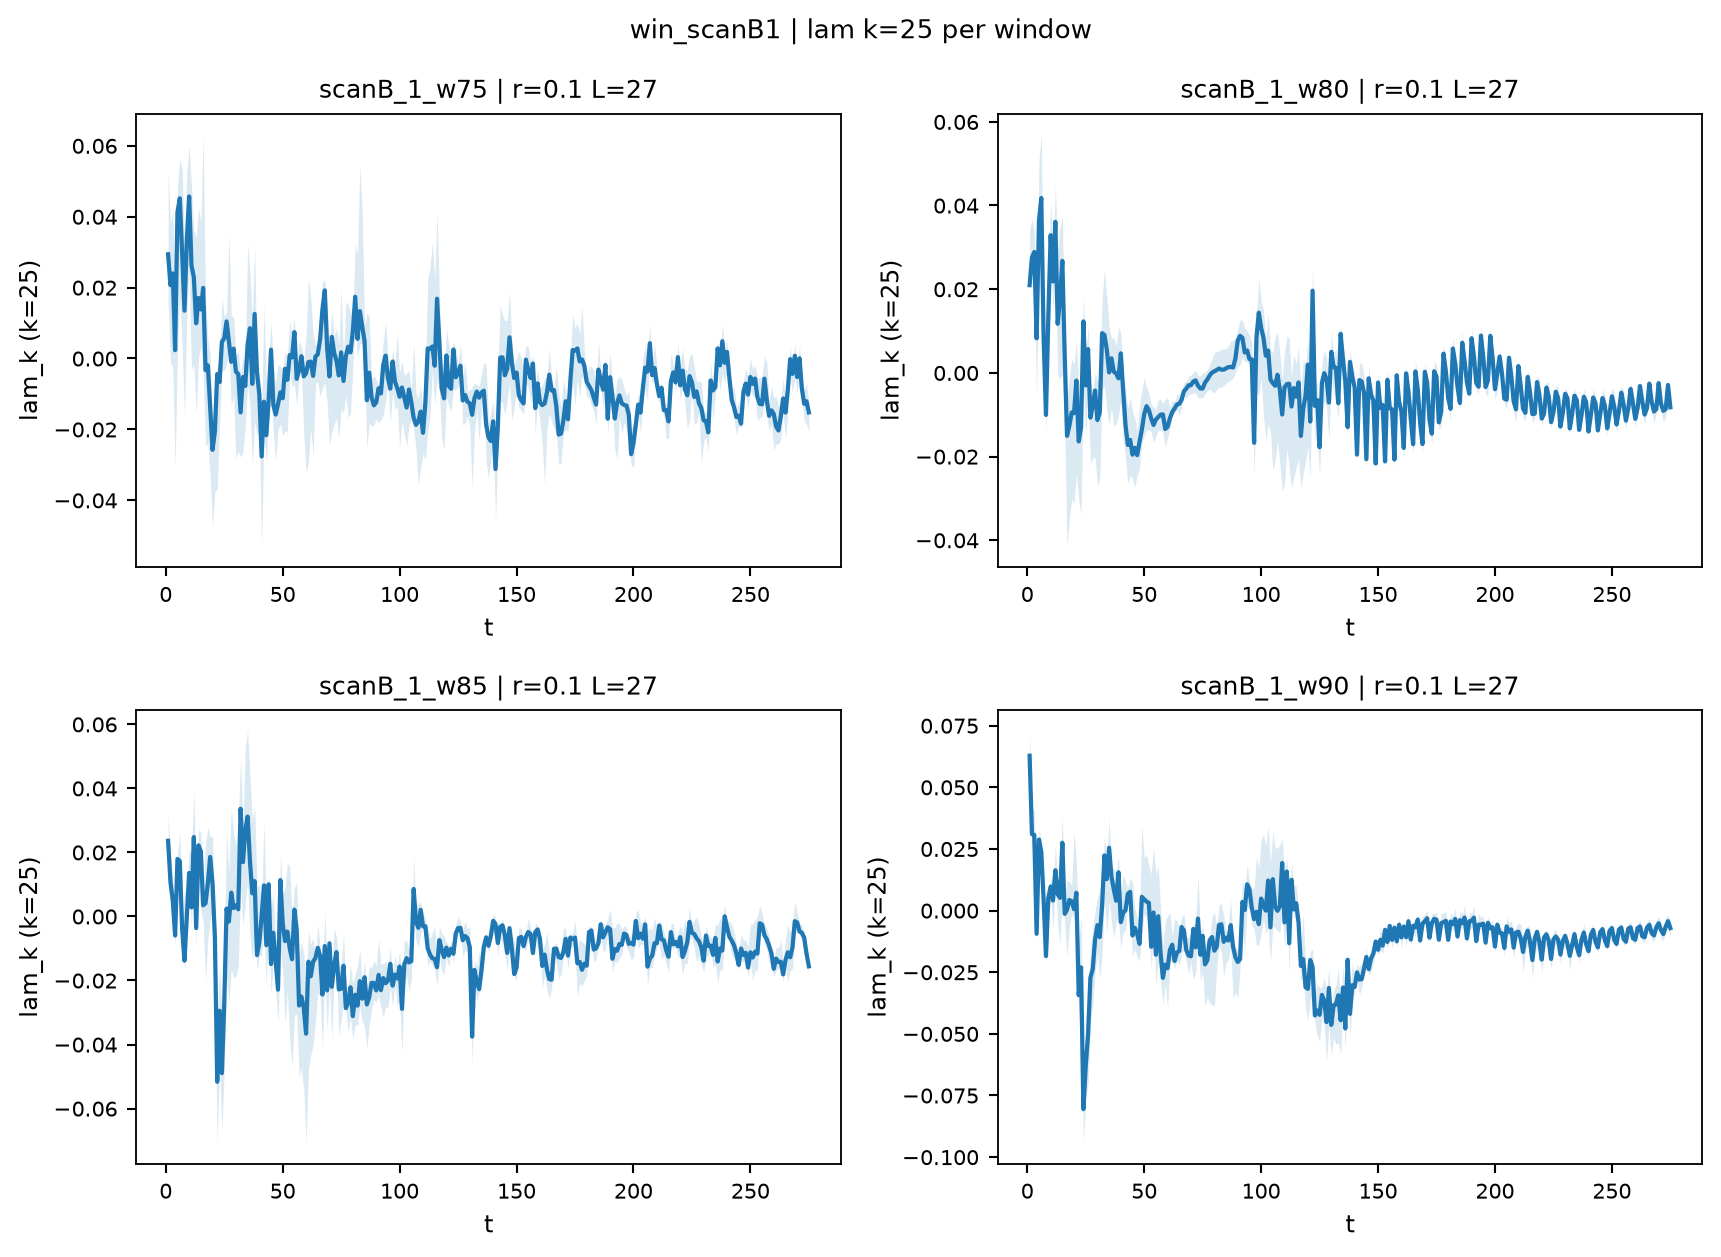 win_scanB1 | lam k=25 per window
scanB_1_w75 | r=0.1 L=27
lam_k (k=25)
0.06
0.04
0.02
0.00
−0.02
−0.04
0 50 100 150 200 250
t
scanB_1_w80 | r=0.1 L=27
lam_k (k=25)
0.06
0.04
0.02
0.00
−0.02
−0.04
0 50 100 150 200 250
t
scanB_1_w85 | r=0.1 L=27
lam_k (k=25)
0.06
0.04
0.02
0.00
−0.02
−0.04
−0.06
0 50 100 150 200 250
t
scanB_1_w90 | r=0.1 L=27
lam_k (k=25)
0.075
0.050
0.025
0.000
−0.025
−0.050
−0.075
−0.100
0 50 100 150 200 250
t